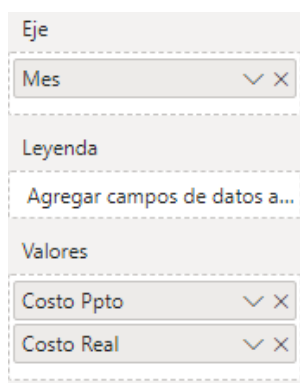 Eje
Mes
Leyenda
Agregar campos de datos a...
Valores
Costo Ppto
Costo Real